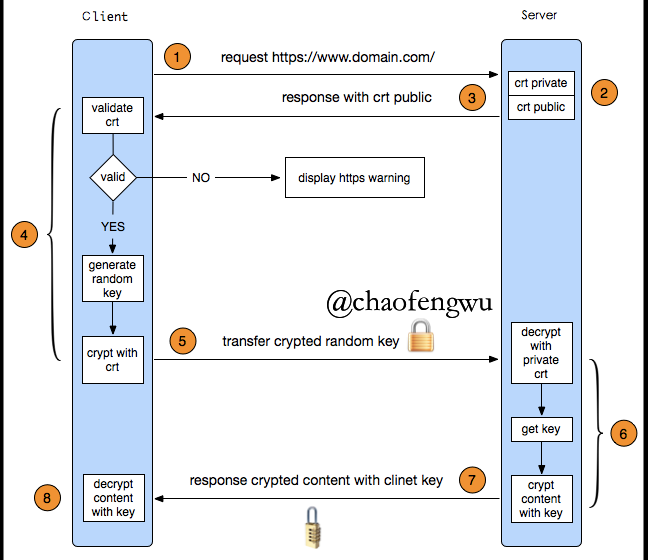 Client
Server
1
request https://www.domain.com/
crt private
crt public
2
response with crt public
3
validate
crt
valid
NO
display https warning
YES
4
generate
random
key
@chaofengwu
crypt with
crt
5
transfer crypted random key
decrypt
with
private
crt
get key
6
response crypted content with clinet key
7
crypt
content
with key
8
decrypt
content
with key